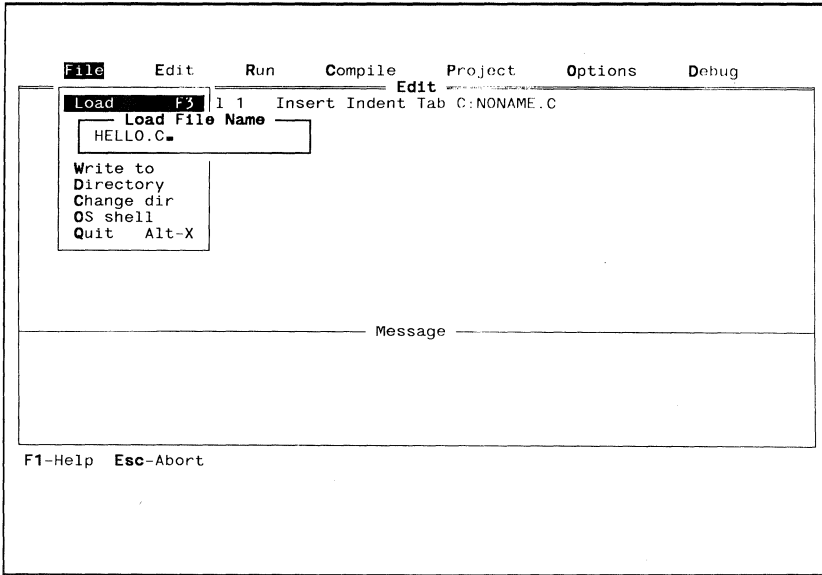 File Edit Run Compile Project Options Debug
Edit
Load F3 l 1 Insert Indent Tab C:NONAME.C
Load File Name
HELLO.C
Write to
Directory
Change dir
OS shell
Quit Alt-X
Message
F1-Help Esc-Abort